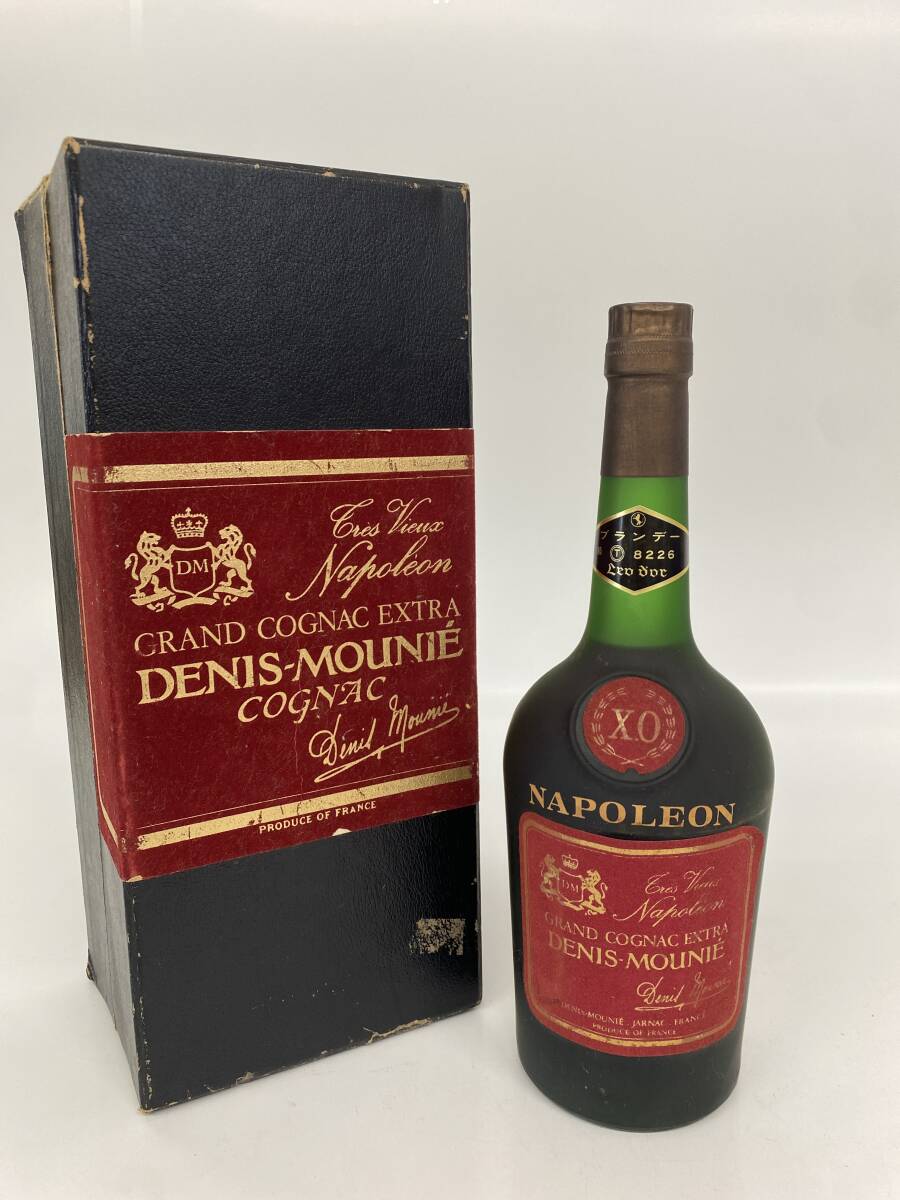 DM
Très Vieux
Napoléon
GRAND COGNAC EXTRA
DENIS-MOUNIÉ
COGNAC
Denis Mounié
PRODUCE OF FRANCE
ブランデー
T 8226
Leo d'or
X.O
NAPOLEON
DM
Très Vieux
Napoléon
GRAND COGNAC EXTRA
DENIS-MOUNIÉ
Denis Mounié
DENIS-MOUNIÉ . JARNAC . FRANCE
PRODUCE OF FRANCE